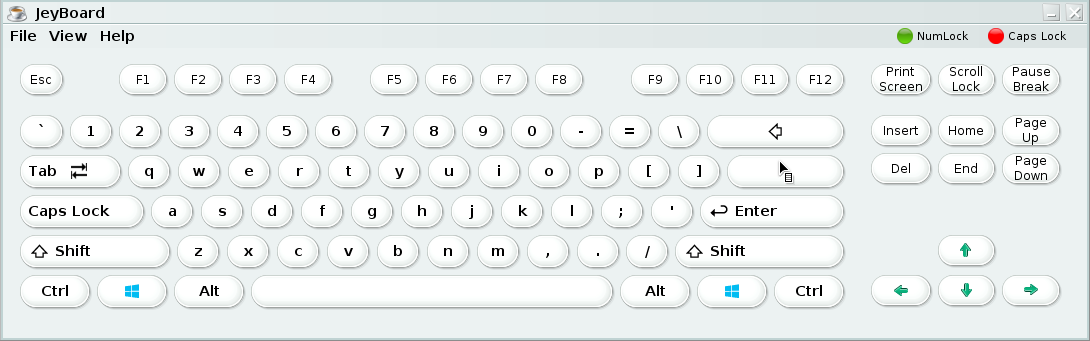 JeyBoard
File View Help NumLock Caps Lock
Esc F1 F2 F3 F4 F5 F6 F7 F8 F9 F10 F11 F12 Print Screen Scroll Lock Pause Break
` 1 2 3 4 5 6 7 8 9 0 - = \ Insert Home Page Up
Tab q w e r t y u i o p [ ] Del End Page Down
Caps Lock a s d f g h j k l ; ' Enter
Shift z x c v b n m , . / Shift
Ctrl Alt Alt Ctrl